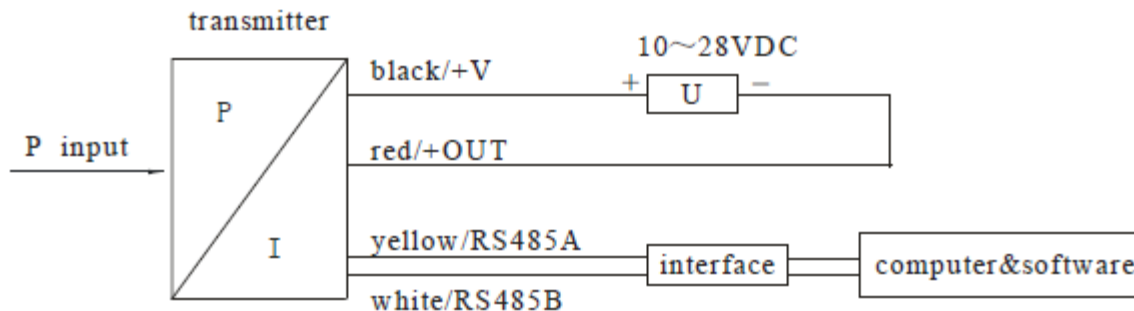 transmitter
10～28VDC
black/+V
+ U −
P
P input
red/+OUT
I
yellow/RS485A
interface
computer&software
white/RS485B